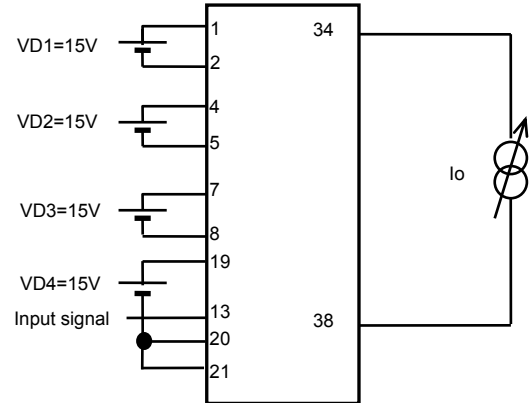 1
34
VD1=15V
2
4
VD2=15V
5
7
VD3=15V
8
Io
19
VD4=15V
Input signal
13
38
20
21